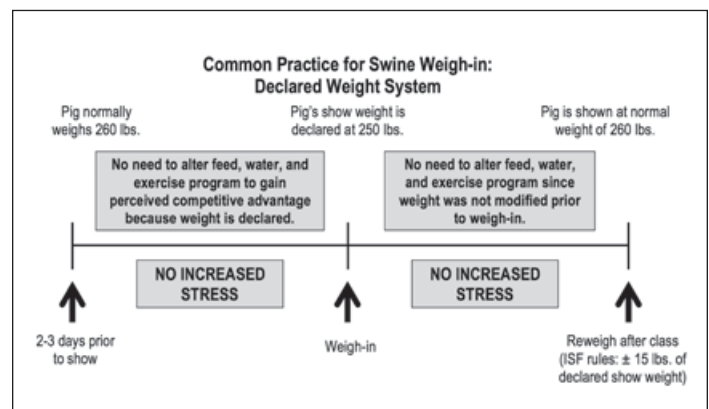 Common Practice for Swine Weigh-in:
Declared Weight System
Pig normally
weighs 260 lbs.
Pig's show weight is
declared at 250 lbs.
Pig is shown at normal
weight of 260 lbs.
No need to alter feed, water, and
exercise program to gain
perceived competitive advantage
because weight is declared.
No need to alter feed, water,
and exercise program since
weight was not modified prior
to weigh-in.
NO INCREASED
STRESS
NO INCREASED
STRESS
2-3 days prior
to show
Weigh-in
Reweigh after class
(ISF rules: ± 15 lbs. of
declared show weight)